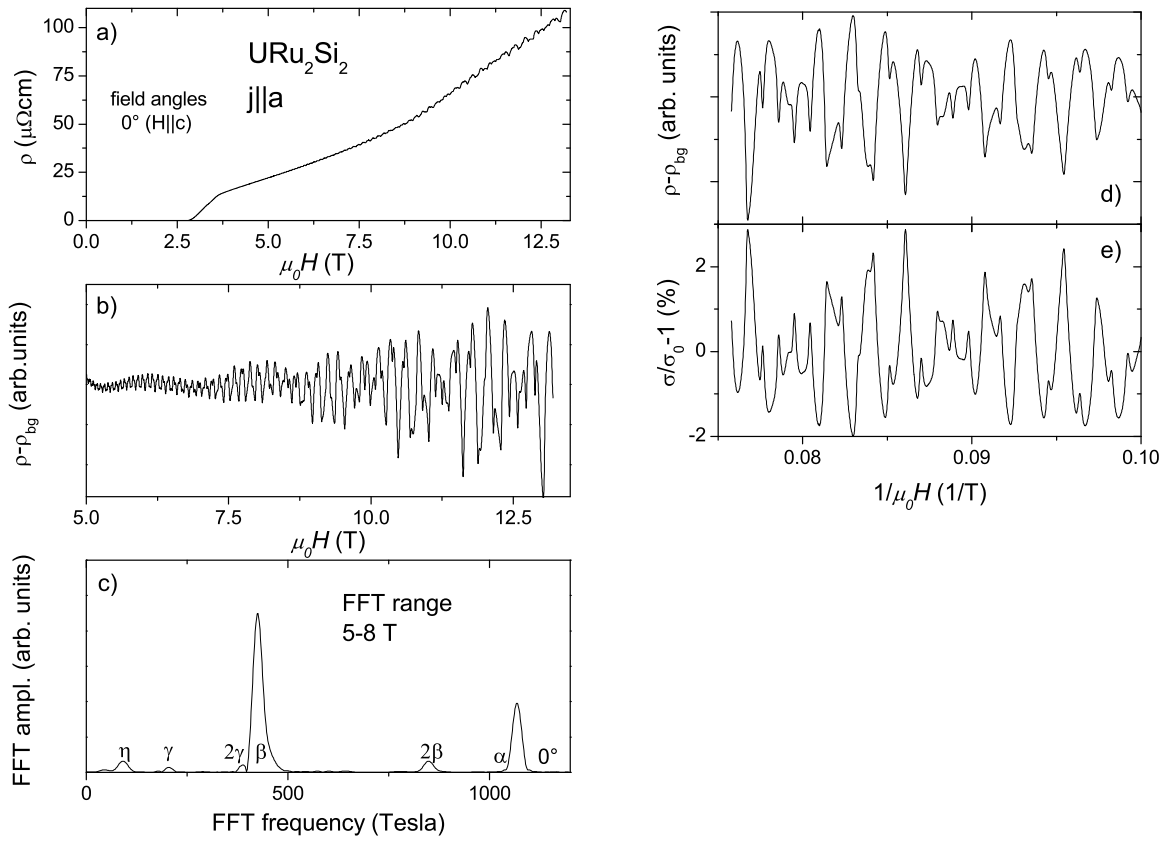 a)
URu₂Si₂
j||a
field angles
0° (H||c)
ρ (μΩcm)
100
75
50
25
0
0.0 2.5 5.0 7.5 10.0 12.5
μ₀H (T)
b)
ρ-ρbg (arb.units)
5.0 7.5 10.0 12.5
μ₀H (T)
c)
FFT range
5-8 T
FFT ampl. (arb. units)
η γ 2γ β 2β α 0°
0 500 1000
FFT frequency (Tesla)
ρ-ρbg (arb. units)
d)
e)
σ/σ₀-1 (%)
2
0
-2
0.08 0.09 0.10
1/μ₀H (1/T)